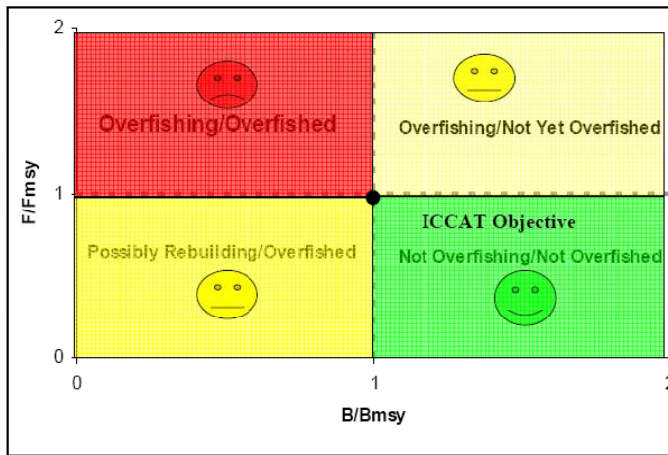 2
Overfishing/Overfished
Overfishing/Not Yet Overfished
F/Fmsy
1
ICCAT Objective
Possibly Rebuilding/Overfished
Not Overfishing/Not Overfished
0
0
1
2
B/Bmsy